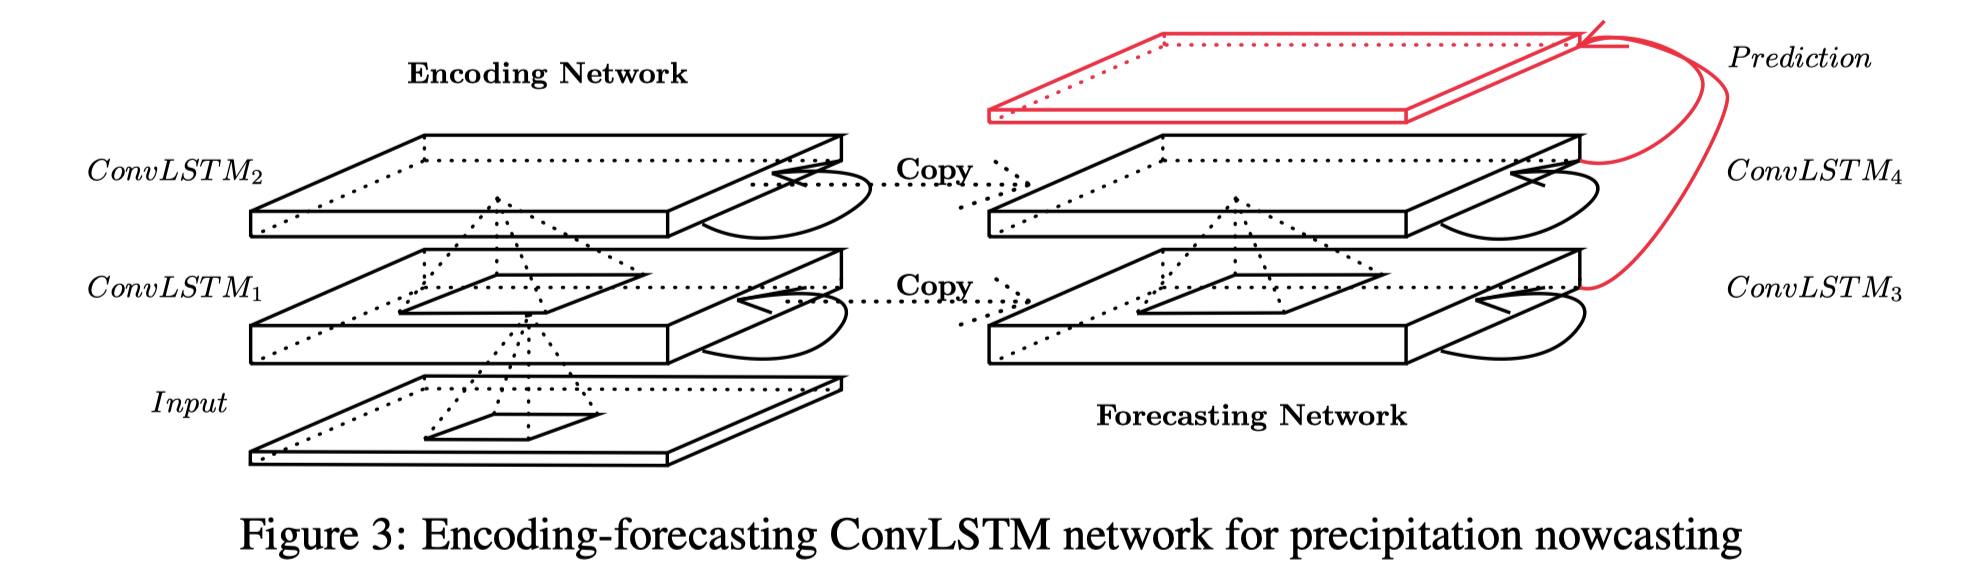 Encoding Network
Prediction
ConvLSTM₂
Copy
ConvLSTM₄
ConvLSTM₁
Copy
ConvLSTM₃
Input
Forecasting Network
Figure 3: Encoding-forecasting ConvLSTM network for precipitation nowcasting